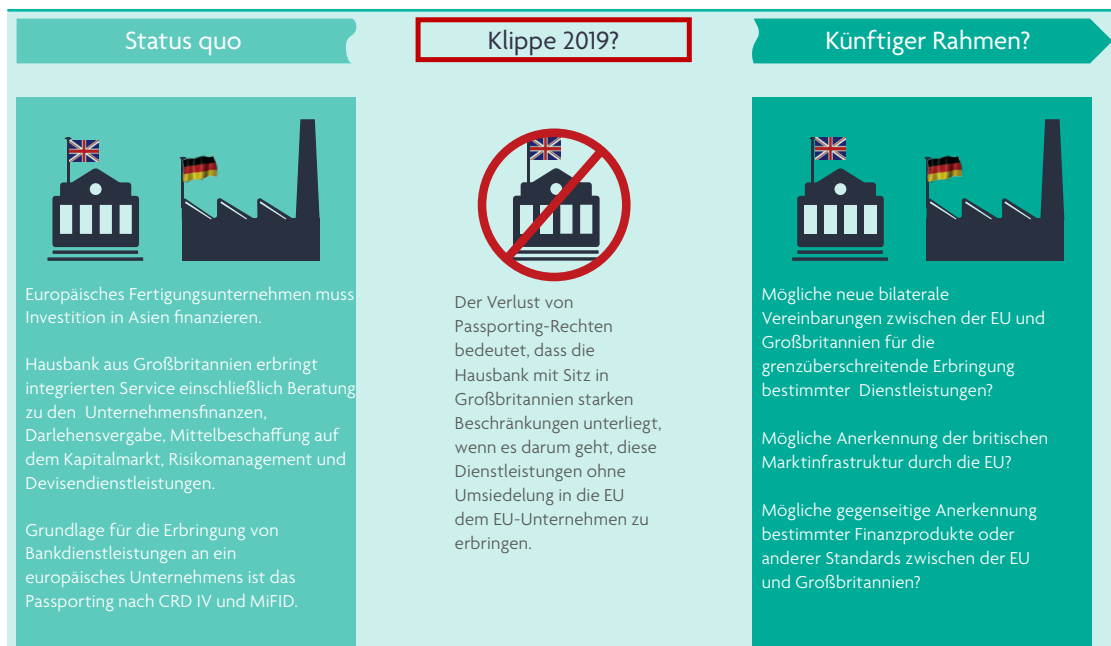 Status quo
Klippe 2019?
Künftiger Rahmen?
Europäisches Fertigungsunternehmen muss
Investition in Asien finanzieren.
Hausbank aus Großbritannien erbringt
integrierten Service einschließlich Beratung
zu den Unternehmensfinanzen,
Darlehensvergabe, Mittelbeschaffung auf
dem Kapitalmarkt, Risikomanagement und
Devisendienstleistungen.
Grundlage für die Erbringung von
Bankdienstleistungen an ein
europäisches Unternehmens ist das
Passporting nach CRD IV und MiFID.
Der Verlust von
Passporting-Rechten
bedeutet, dass die
Hausbank mit Sitz in
Großbritannien starken
Beschränkungen unterliegt,
wenn es darum geht, diese
Dienstleistungen ohne
Umsiedelung in die EU
dem EU-Unternehmen zu
erbringen.
Mögliche neue bilaterale
Vereinbarungen zwischen der EU und
Großbritannien für die
grenzüberschreitende Erbringung
bestimmter Dienstleistungen?
Mögliche Anerkennung der britischen
Marktinfrastruktur durch die EU?
Mögliche gegenseitige Anerkennung
bestimmter Finanzprodukte oder
anderer Standards zwischen der EU
und Großbritannien?